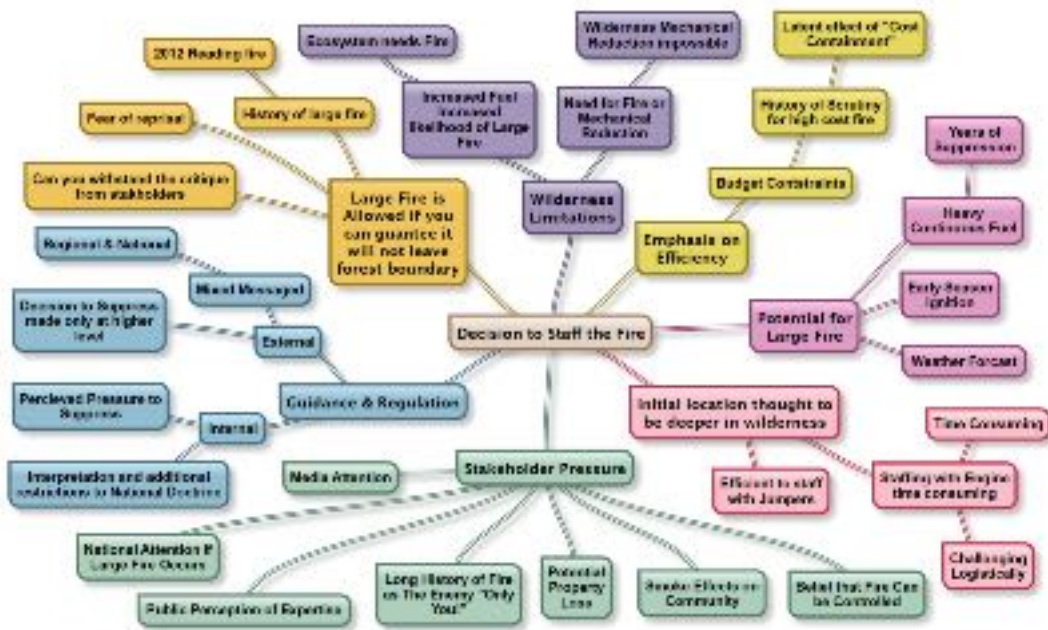 Ecosystem needs Fire
Wilderness Mechanical
Reduction impossible
Latent effect of "Cost
Containment"
2012 Reading fire
Increased Fuel
Increased
likelihood of Large
Fire
Need for Fire or
Mechanical
Reduction
History of Scrutiny
for high cost fire
Fear of reprisal
History of large fire
Years of
Suppression
Can you withstand the critique
from stakholders
Large Fire is
Allowed if you
can guantee it
will not leave
forest boundary
Wilderness
Limitations
Budget Contstraints
Heavy
Continuous Fuel
Emphasis on
Efficiency
Regional & National
Mixed Messaged
Early Season
Ignition
Decision to Suppress
made only at higher
level
External
Decision to Staff the Fire
Potential for
Large Fire
Weather Forcast
Percieved Pressure to
Suppress
Internal
Guidance & Regulation
Initial location thought to
be deeper in wilderness
Time Consuming
Interpretation and additional
restrictions to National Doctrine
Media Attention
Stakeholder Pressure
Efficient to staff
with Jumpers
Staffing with Engine
time consuming
National Attention If
Large Fire Occurs
Challenging
Logistically
Public Perception of Expertise
Long History of Fire
as The Enemy "Only
You!"
Potential
Property
Loss
Smoke Effects on
Community
Belief that Fire Can
be Controlled